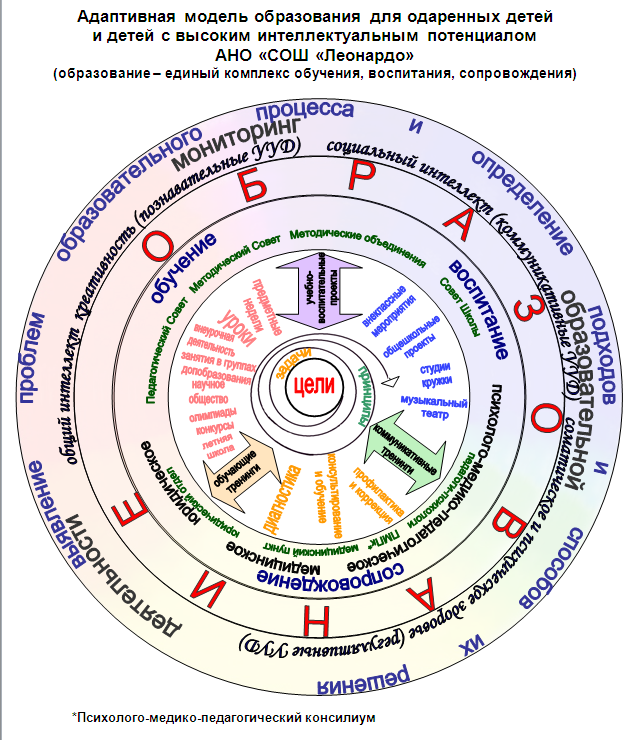 Адаптивная модель образования для одаренных детей
и детей с высоким интеллектуальным потенциалом
АНО «СОШ «Леонардо»
(образование – единый комплекс обучения, воспитания, сопровождения)
выявление проблем образовательного процесса и определение подходов и способов их решения
мониторинг образовательной деятельности
общий интеллект креативность (познавательные УУД)
социальный интеллект (коммуникативные УУД)
соматическое и психическое здоровье (регулятивные УУД)
ОБРАЗОВАНИЕ
обучение
воспитание
психолого-медико-педагогическое
медицинское
юридическое
сопровождение
Педагогический Совет
Методический Совет
Методические объединения
Совет Школы
педагоги-психологи
ПМПк*
медицинский пункт
юридический отдел
учебно-
воспитательные
проекты
предметные
недели
уроки
внеурочная
деятельность
занятия в группах
допобразования
научное
общество
олимпиады
конкурсы
летняя
школа
внеклассные
мероприятия
общешкольные
проекты
студии
кружки
музыкальный
театр
задачи
цели
принципы
обучающие
тренинги
коммуникативные
тренинги
диагностика
консультирование
и обучение
профилактика
и коррекция
*Психолого-медико-педагогический консилиум